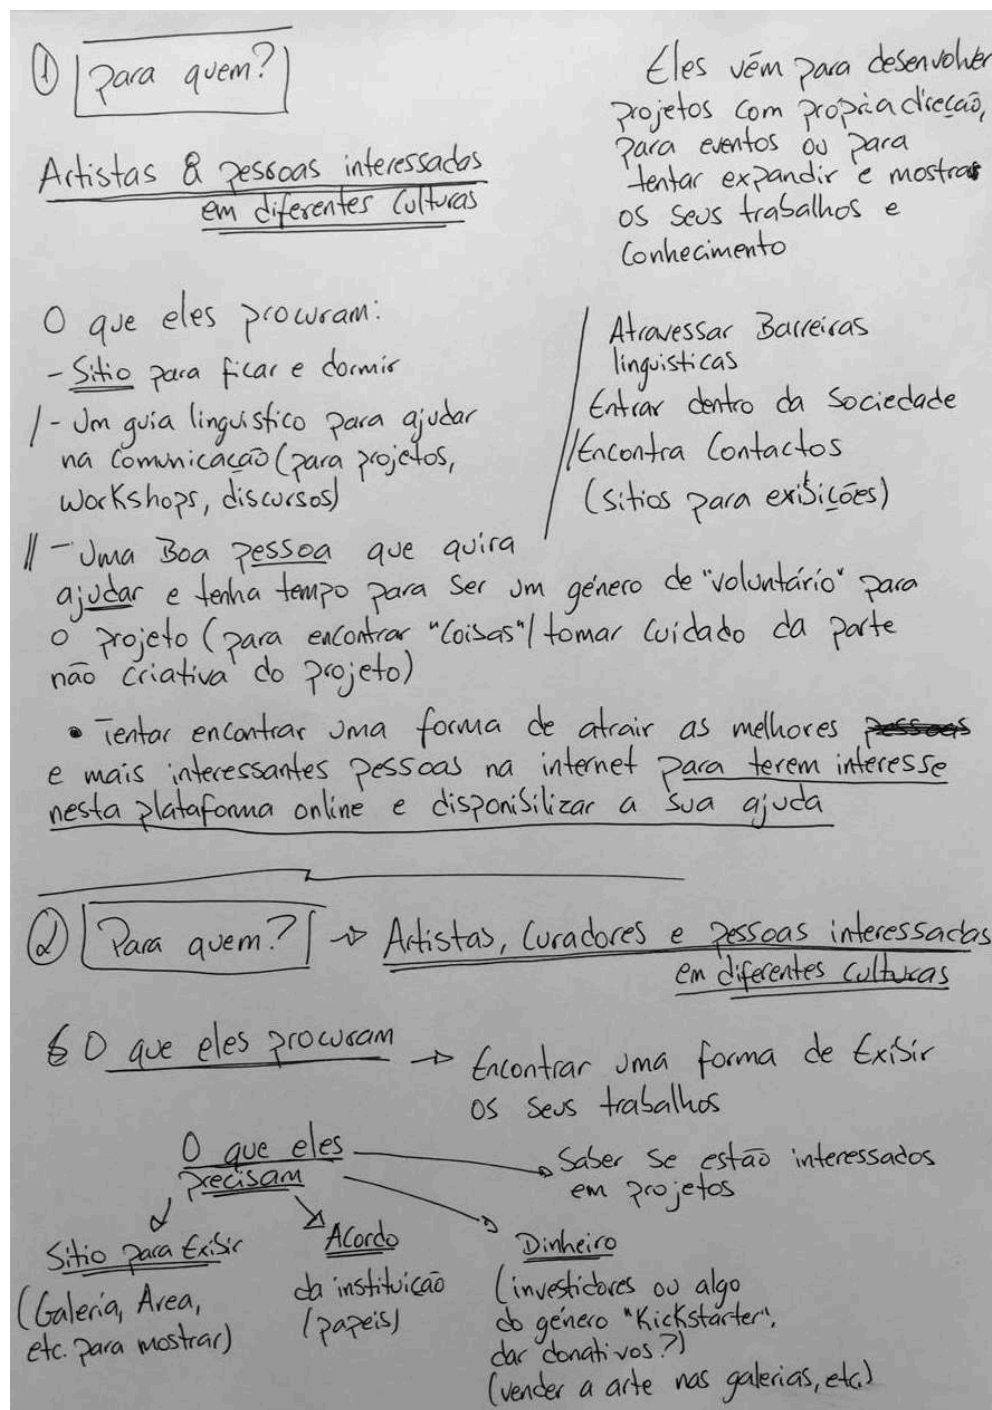 ① Para quem?
Artistas & pessoas interessadas
em diferentes Culturas
Eles vêm para desenvolver
projetos com própria direção,
para eventos ou para
tentar expandir e mostrar
os seus trabalhos e
Conhecimento
O que eles procuram:
- Sitio para ficar e dormir
/ - Um guia linguistico para ajudar
na Comunicação (para projetos,
Workshops, discursos)
Atravessar Barreiras
linguisticas
Entrar dentro da Sociedade
// Encontra Contactos
(sitios para exibições)
// - Uma Boa pessoa que quira
ajudar e tenha tempo para ser um género de "voluntário" para
o projeto (para encontrar "Coisas"/tomar Cuidado da parte
não criativa do projeto)
• Tentar encontrar uma forma de atrair as melhores pessoas
e mais interessantes pessoas na internet para terem interesse
nesta plataforma online e disponibilizar a sua ajuda
② Para quem? → Artistas, Curadores e pessoas interessadas
em diferentes culturas
O que eles procuram → Encontrar uma forma de Exibir
os seus trabalhos
O que eles
precisam
Saber se estão interessados
em projetos
Sitio para Exibir
(Galeria, Area,
etc. para mostrar)
Acordo
da instituição
(papeis)
Dinheiro
(investidores ou algo
do género "Kickstarter",
dar donativos?)
(vender a arte nas galerias, etc.)